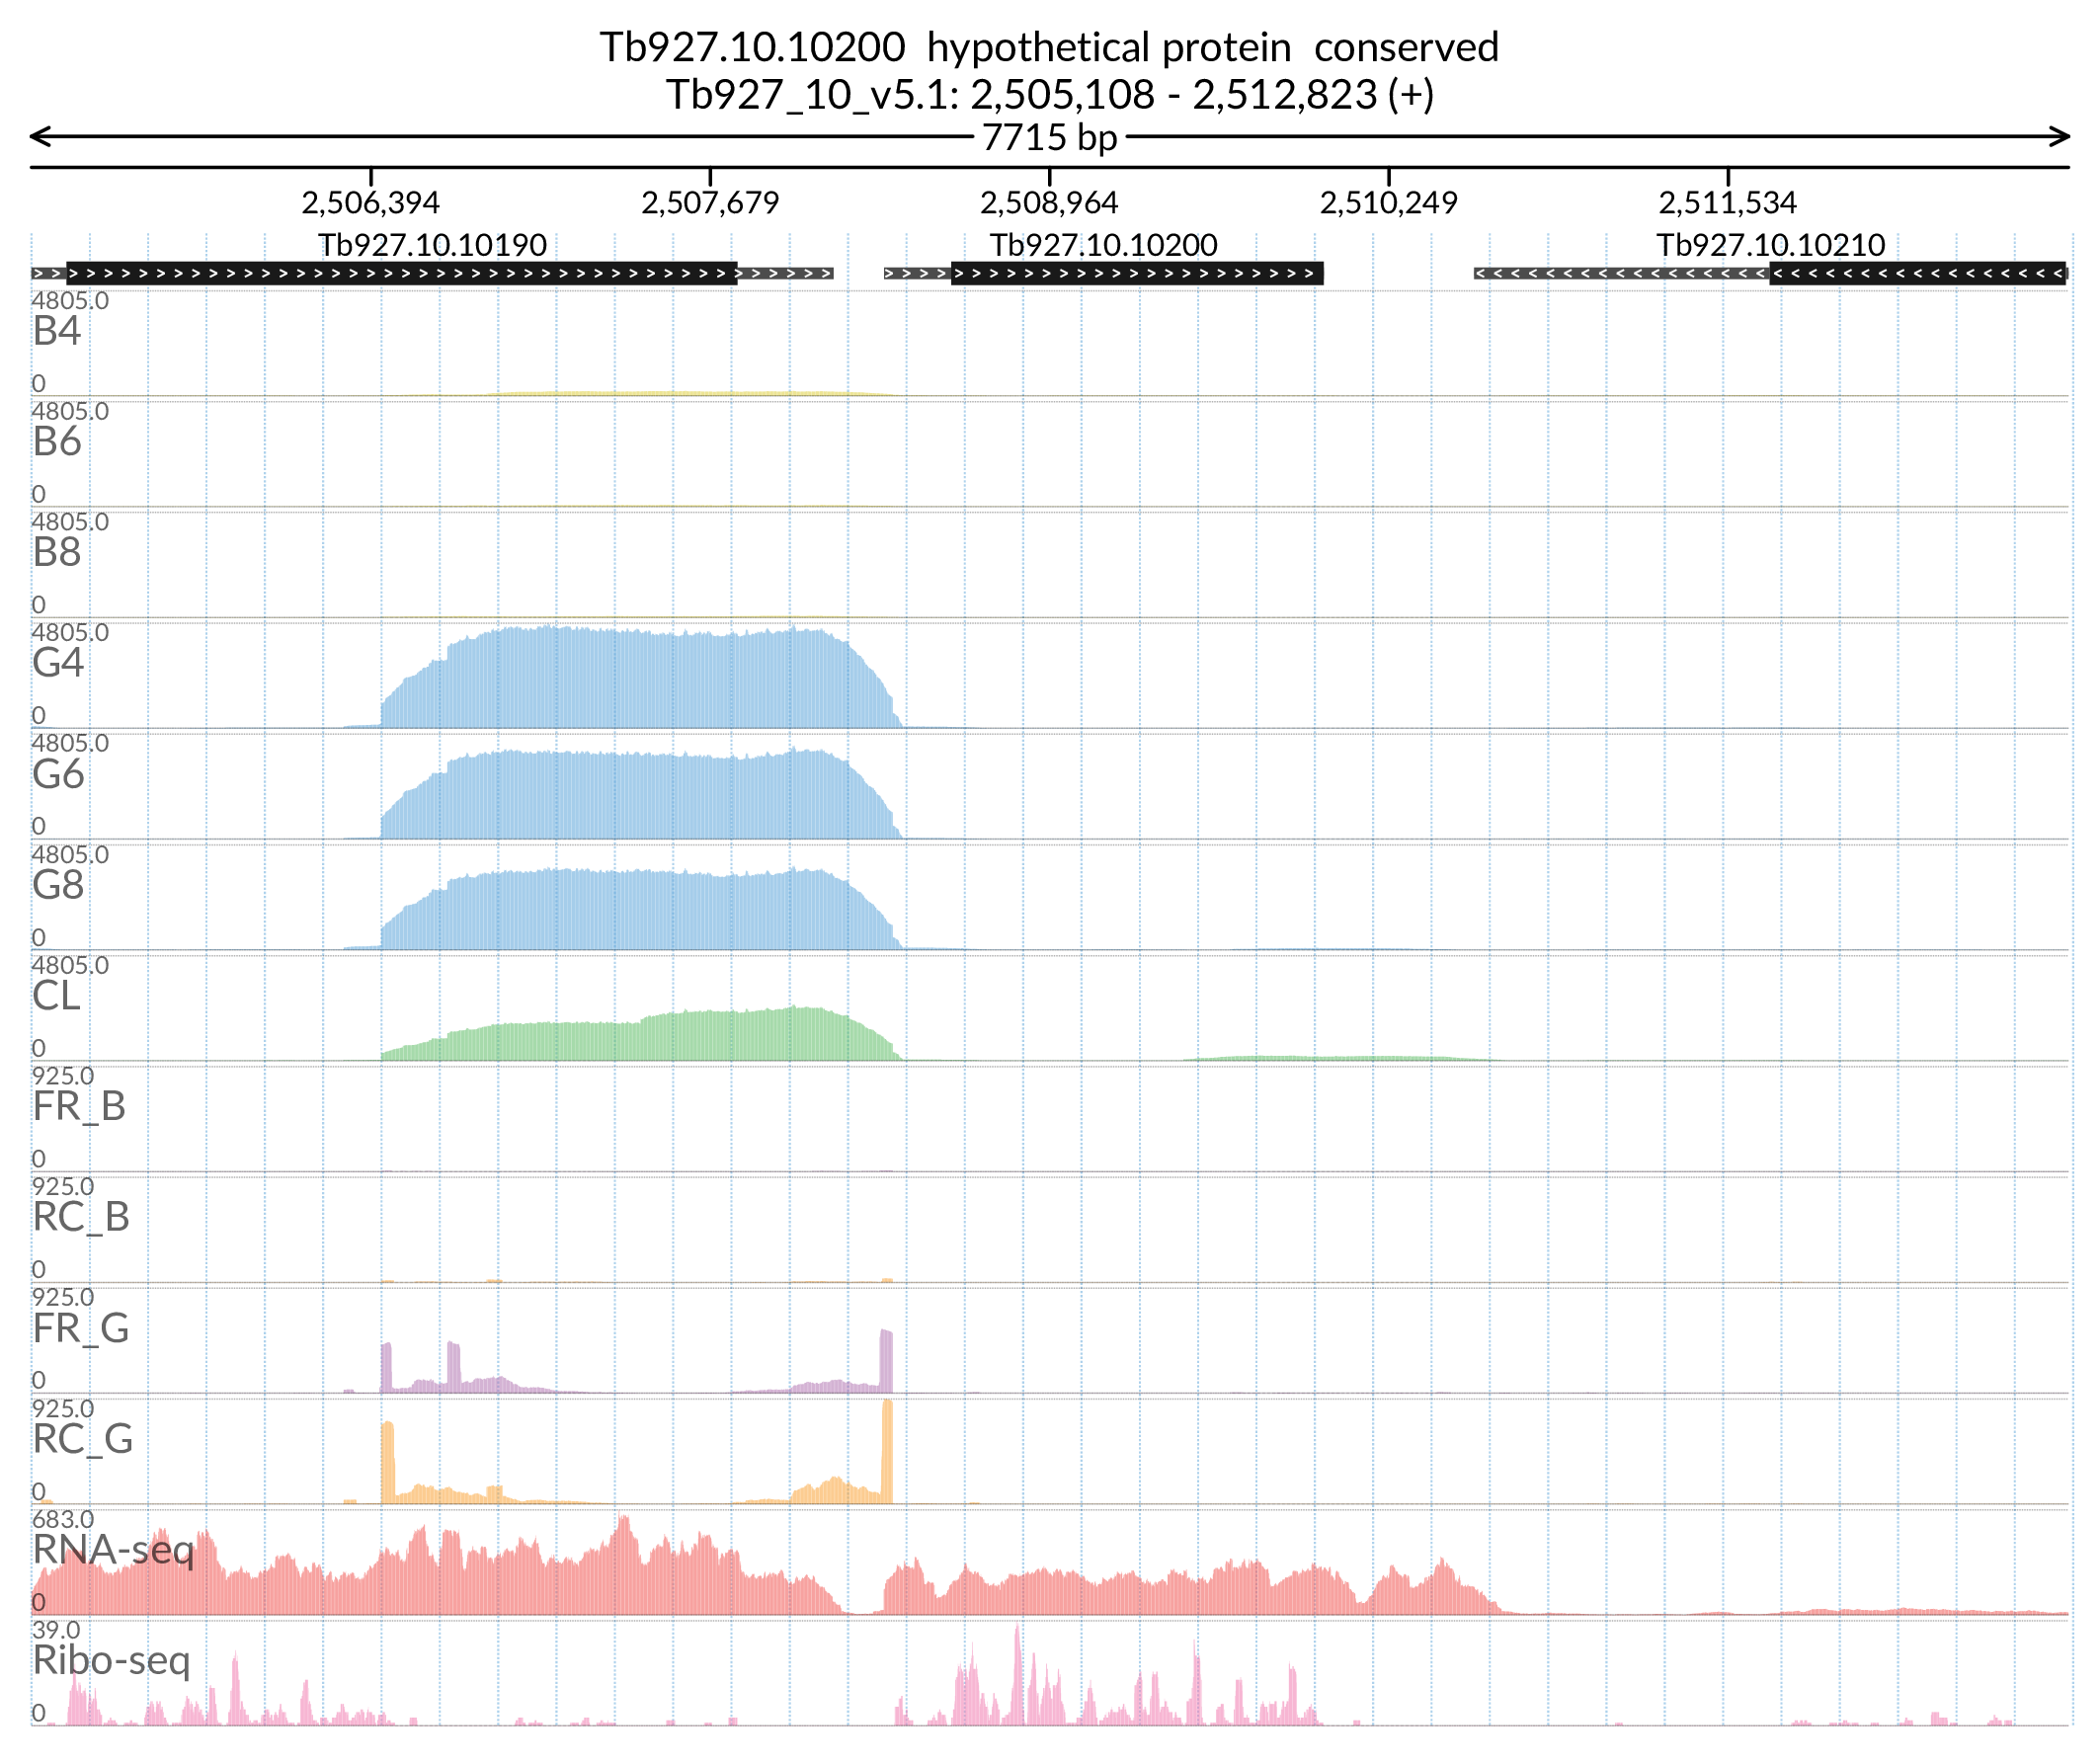 Tb927.10.10200 hypothetical protein conserved
Tb927_10_v5.1: 2,505,108 - 2,512,823 (+)
7715 bp
2,506,394 2,507,679 2,508,964 2,510,249 2,511,534
Tb927.10.10190 Tb927.10.10200 Tb927.10.10210
4805.0
B4
0
4805.0
B6
0
4805.0
B8
0
4805.0
G4
0
4805.0
G6
0
4805.0
G8
0
4805.0
CL
0
925.0
FR_B
0
925.0
RC_B
0
925.0
FR_G
0
925.0
RC_G
0
683.0
RNA-seq
0
39.0
Ribo-seq
0